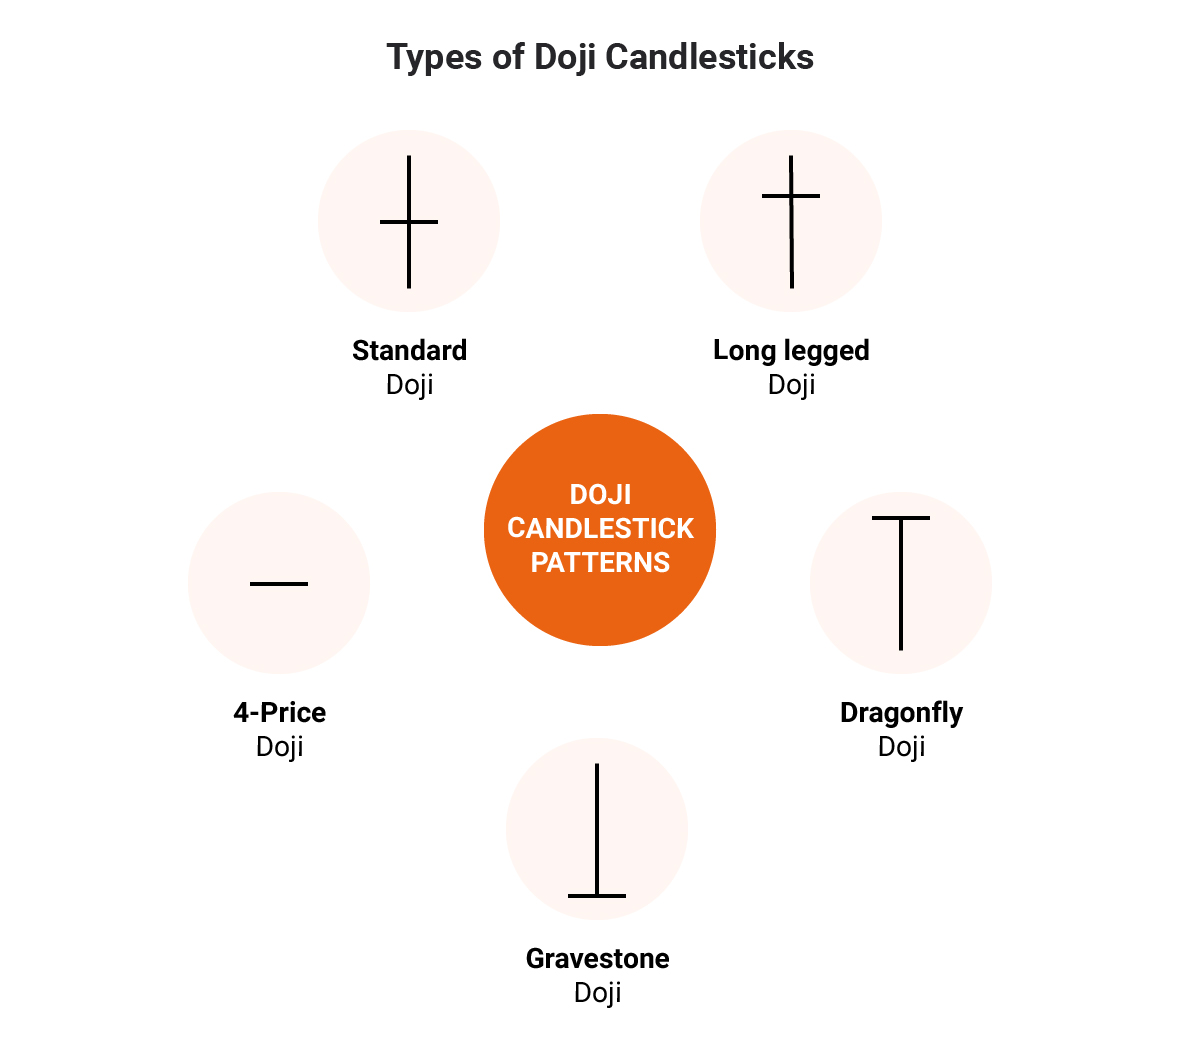 Types of Doji Candlesticks
Standard
Doji
Long legged
Doji
DOJI
CANDLESTICK
PATTERNS
4-Price
Doji
Dragonfly
Doji
Gravestone
Doji